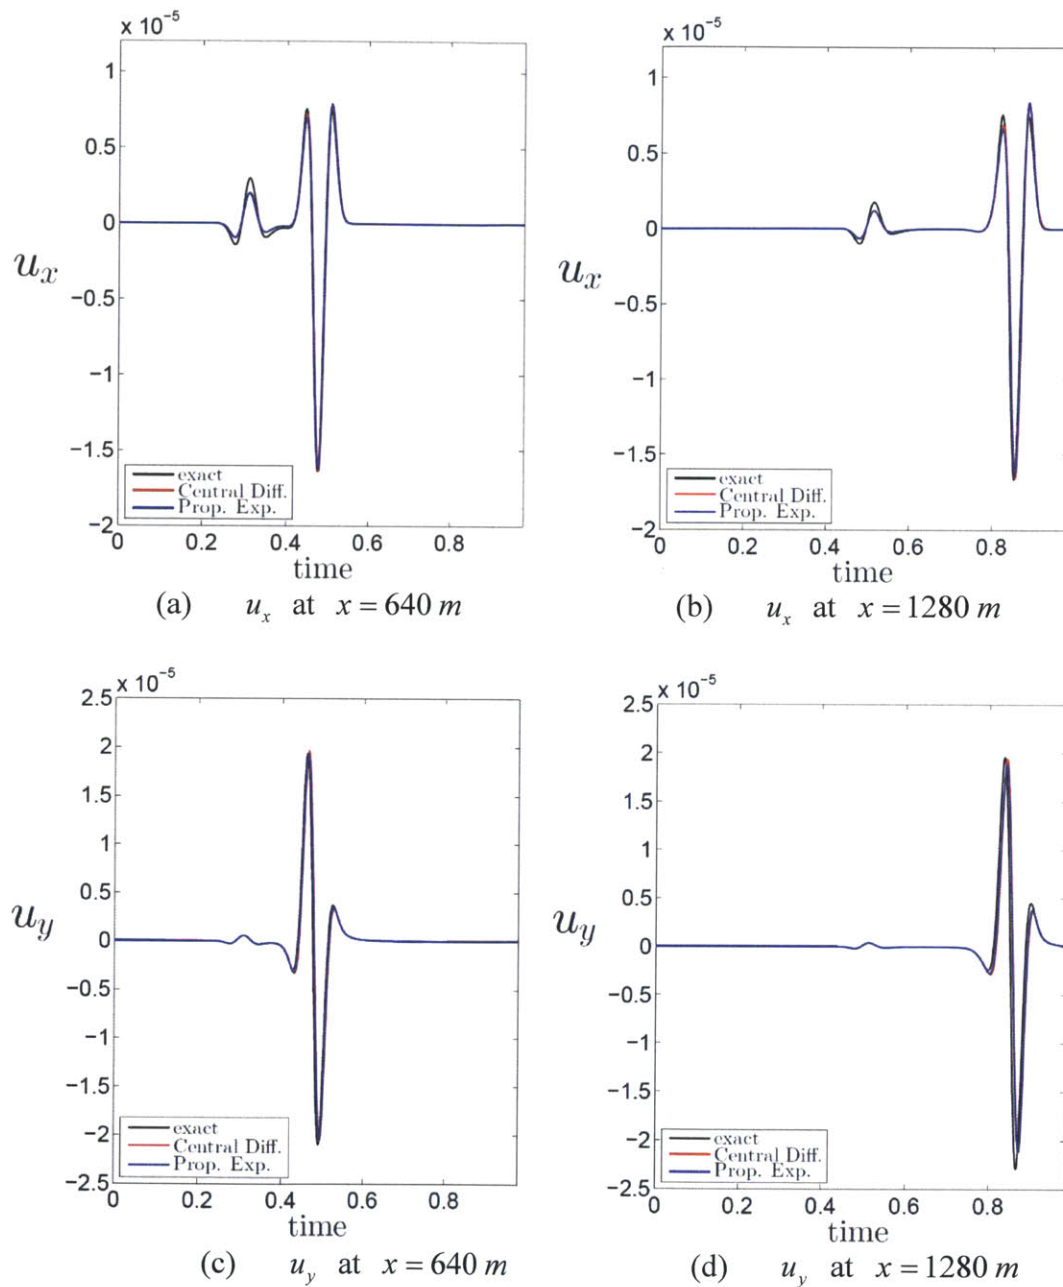 x 10⁻⁵
1
0.5
0
−0.5
−1
−1.5
−2
u_x
exact
Central Diff.
Prop. Exp.
0 0.2 0.4 0.6 0.8
time
(a) u_x at x = 640 m
x 10⁻⁵
1
0.5
0
−0.5
−1
−1.5
−2
u_x
exact
Central Diff.
Prop. Exp.
0 0.2 0.4 0.6 0.8
time
(b) u_x at x = 1280 m
x 10⁻⁵
2.5
2
1.5
1
0.5
0
−0.5
−1
−1.5
−2
−2.5
u_y
exact
Central Diff.
Prop. Exp.
0 0.2 0.4 0.6 0.8
time
(c) u_y at x = 640 m
x 10⁻⁵
2.5
2
1.5
1
0.5
0
−0.5
−1
−1.5
−2
−2.5
u_y
exact
Central Diff.
Prop. Exp.
0 0.2 0.4 0.6 0.8
time
(d) u_y at x = 1280 m